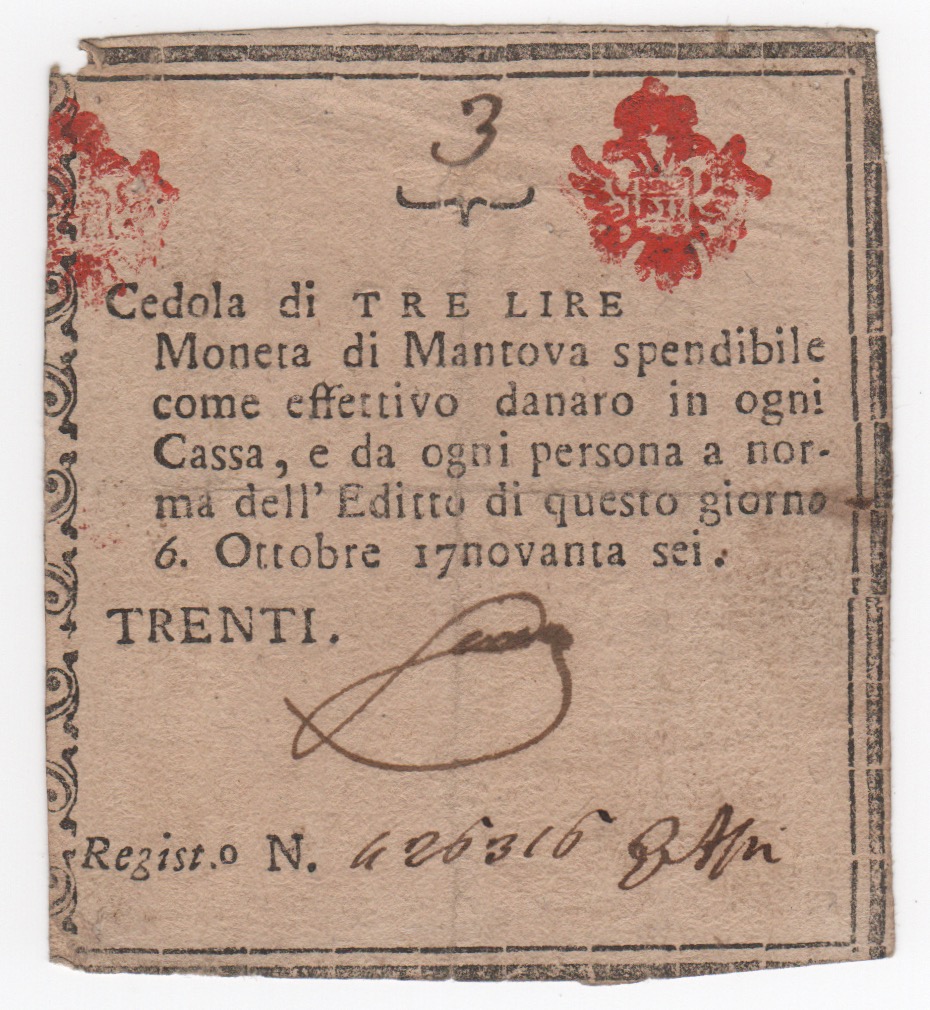 3
Cedola di TRE LIRE
Moneta di Mantova spendibile
come effettivo danaro in ogni
Cassa, e da ogni persona a nor-
ma dell' Editto di questo giorno
6. Ottobre 17novanta sei.
TRENTI.
Regist.o N. 426316